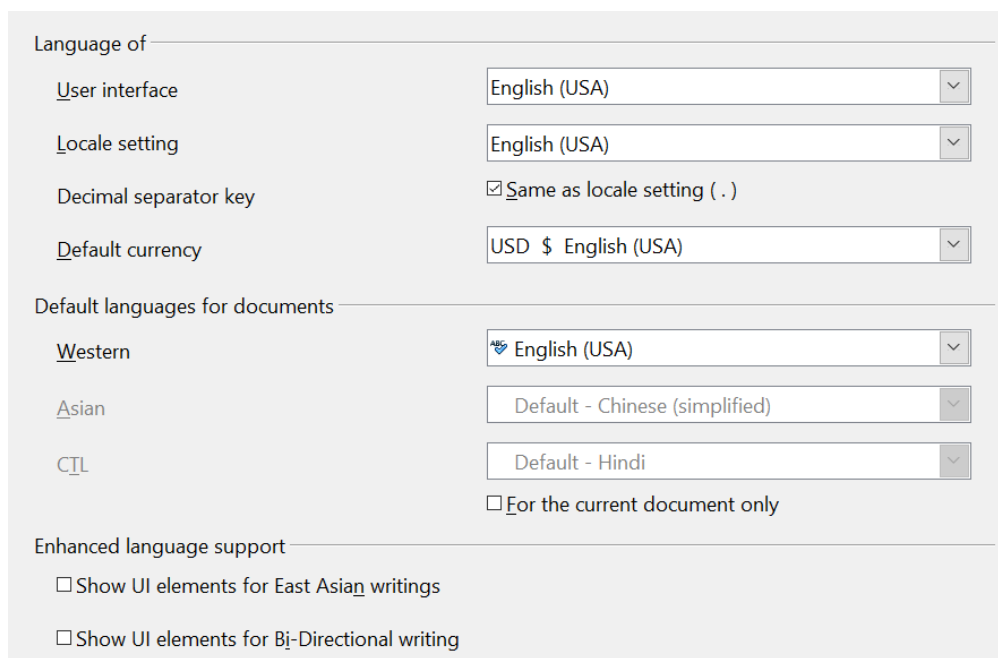 Language of
User interface English (USA)
Locale setting English (USA)
Decimal separator key Same as locale setting ( . )
Default currency USD $ English (USA)
Default languages for documents
Western ABC English (USA)
Asian Default - Chinese (simplified)
CTL Default - Hindi
For the current document only
Enhanced language support
Show UI elements for East Asian writings
Show UI elements for Bi-Directional writing